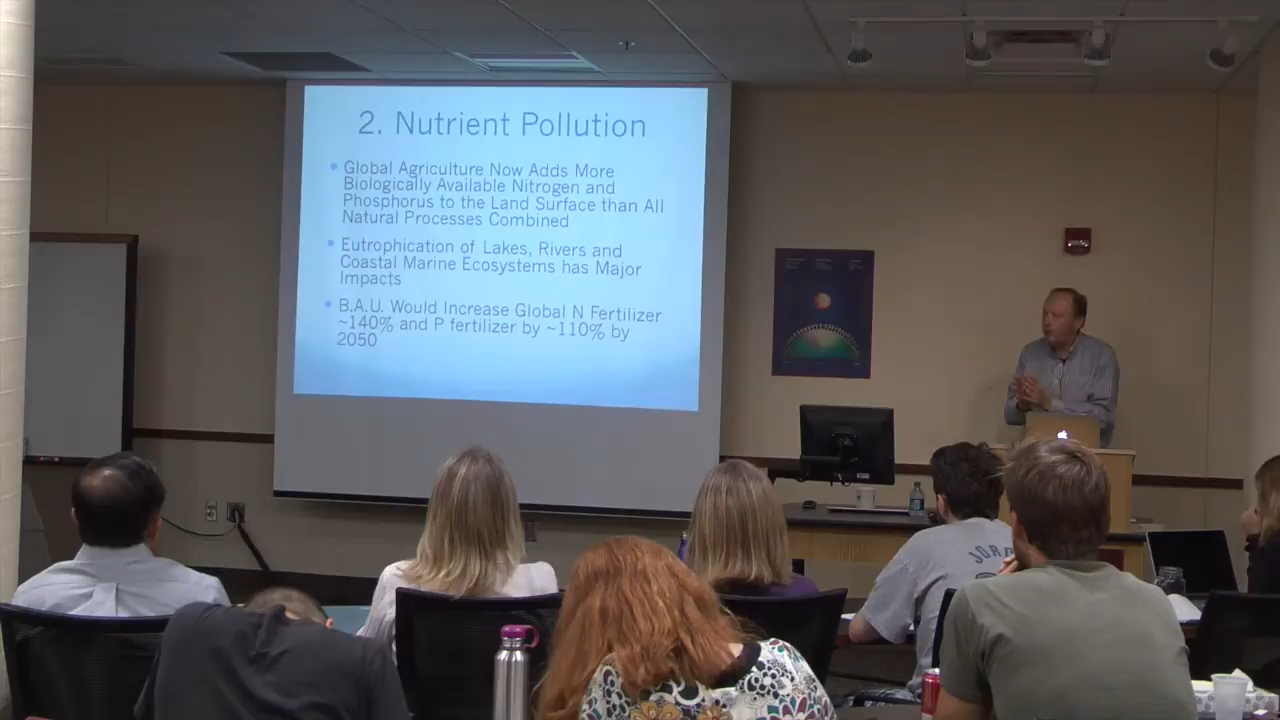 2. Nutrient Pollution
Global Agriculture Now Adds More
Biologically Available Nitrogen and
Phosphorus to the Land Surface than All
Natural Processes Combined
Eutrophication of Lakes, Rivers and
Coastal Marine Ecosystems has Major
Impacts
B.A.U. Would Increase Global N Fertilizer
~140% and P fertilizer by ~110% by
2050